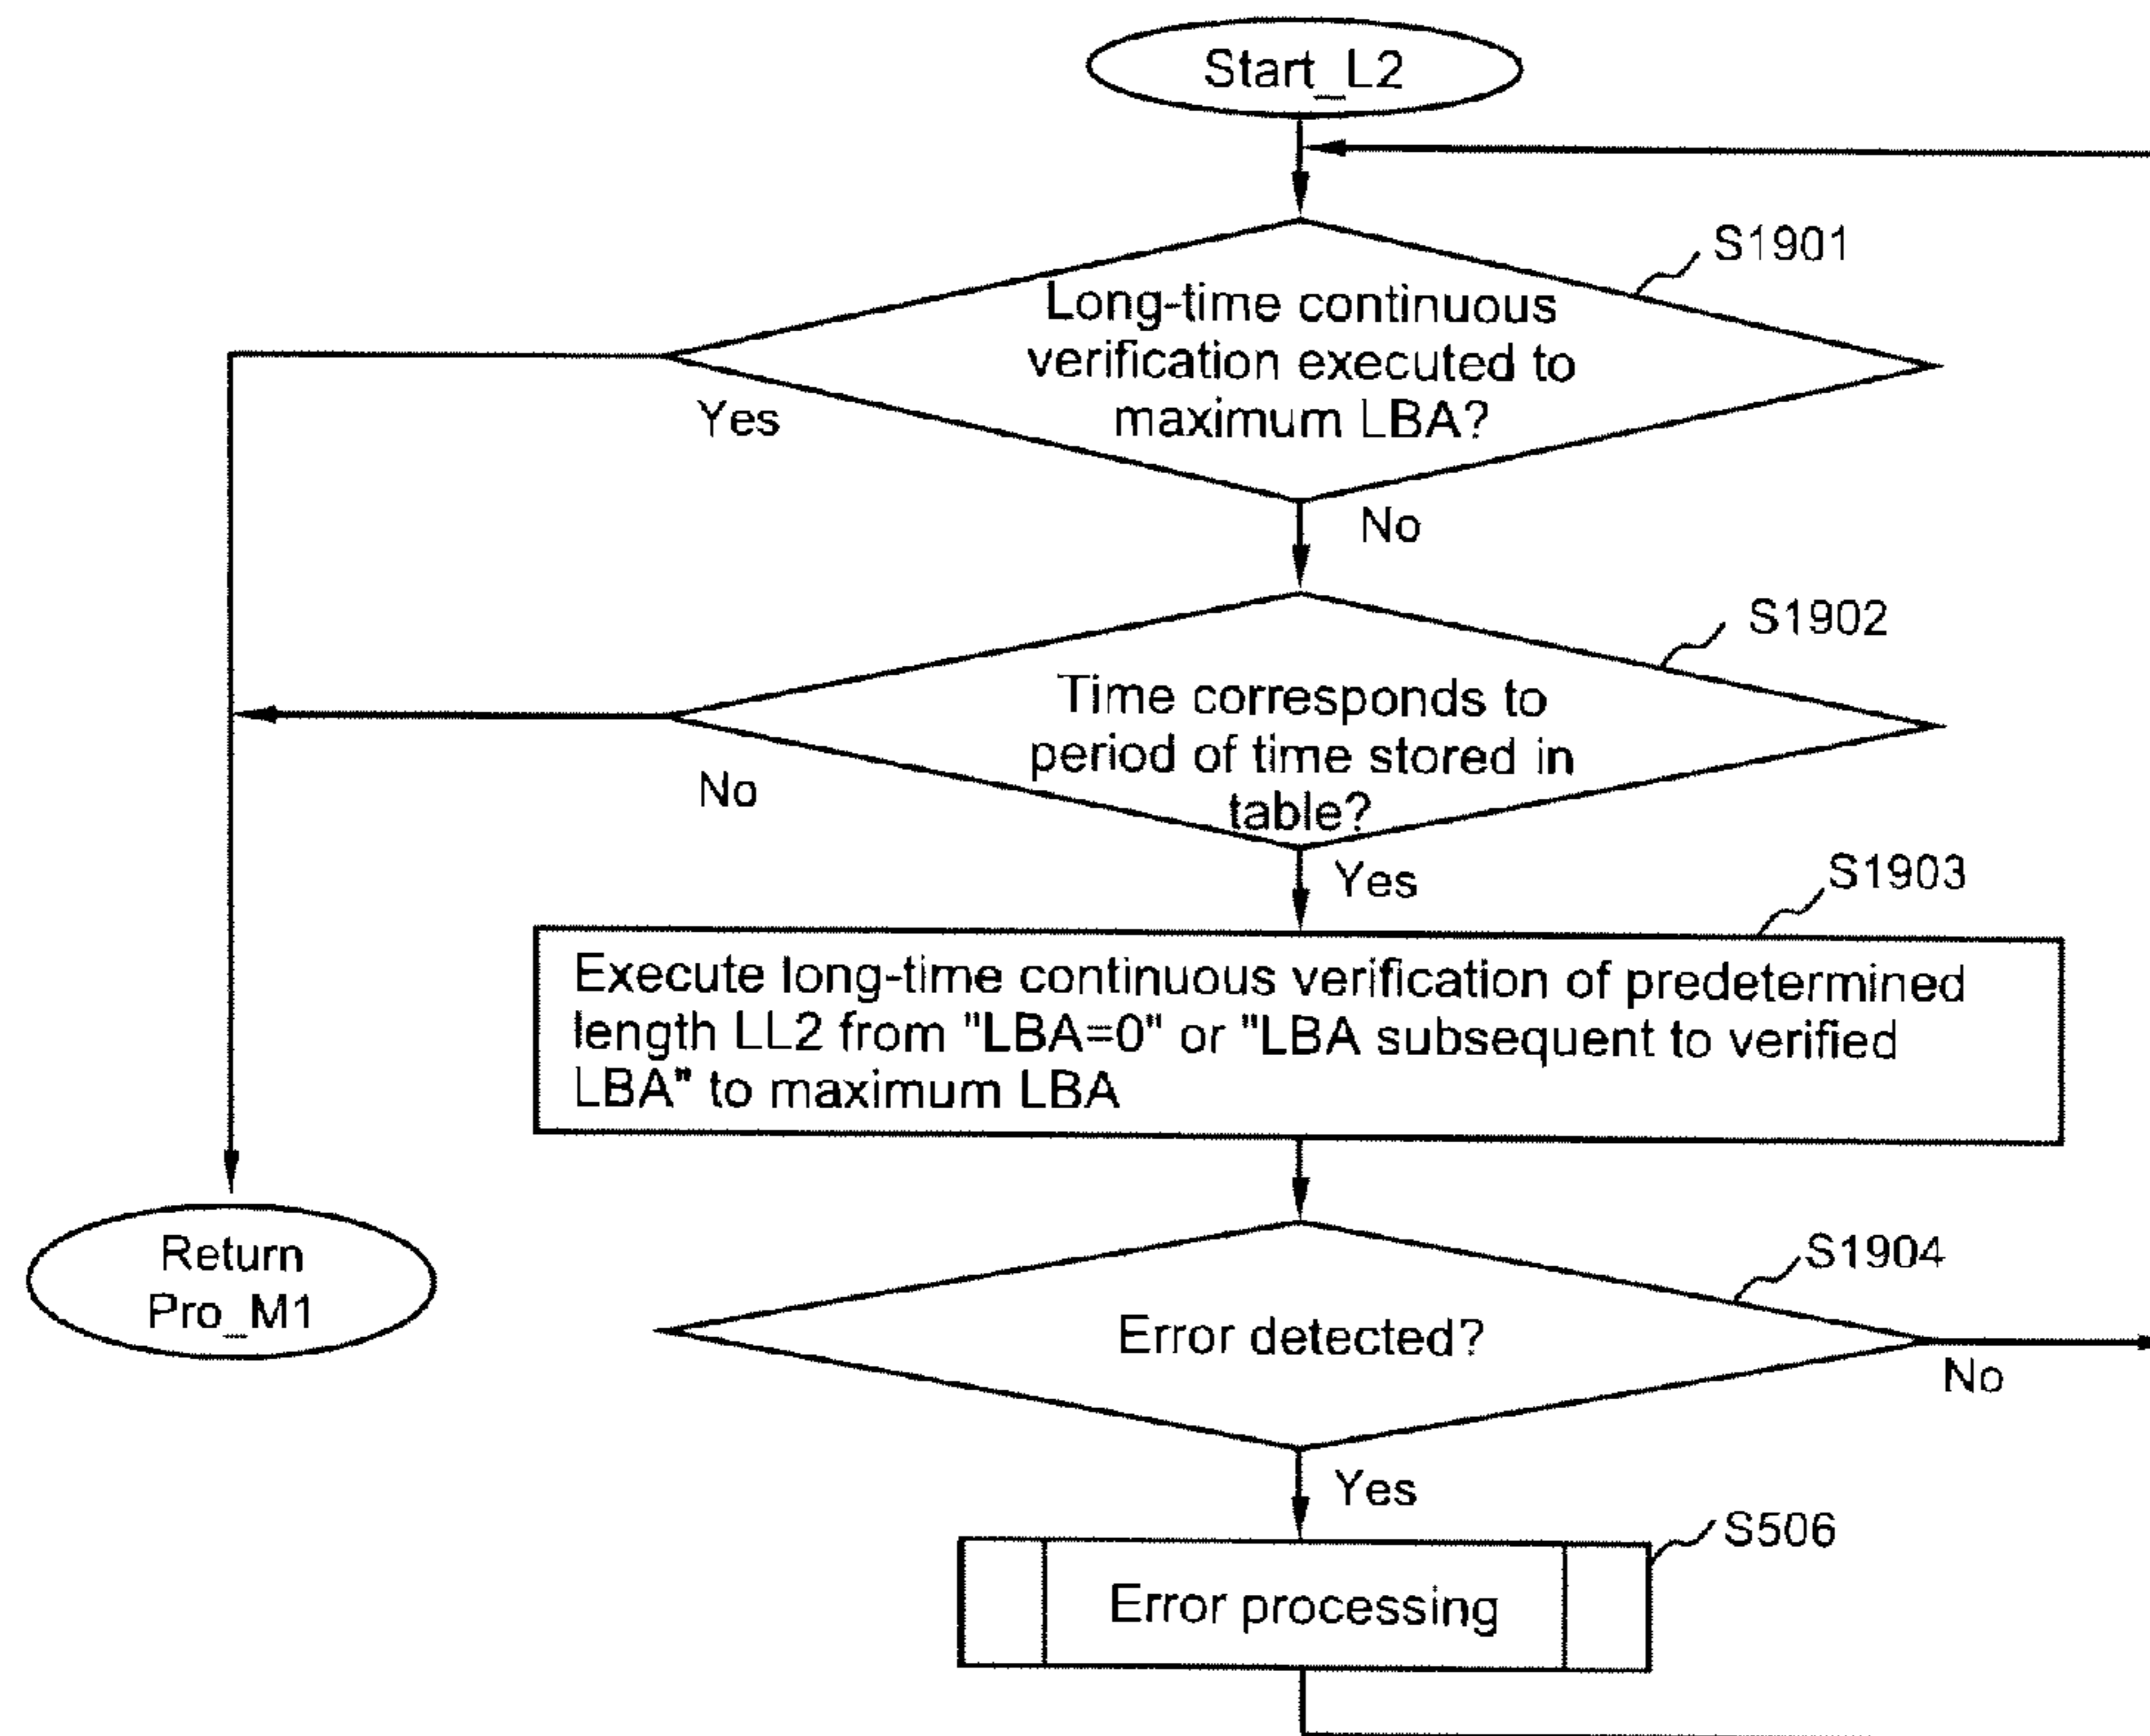 Start_L2
S1901
Long-time continuous
verification executed to
maximum LBA?
Yes
No
S1902
Time corresponds to
period of time stored in
table?
No
Yes
S1903
Execute long-time continuous verification of predetermined
length LL2 from "LBA=0" or "LBA subsequent to verified
LBA" to maximum LBA
Return
Pro_M1
S1904
Error detected?
No
Yes
S506
Error processing